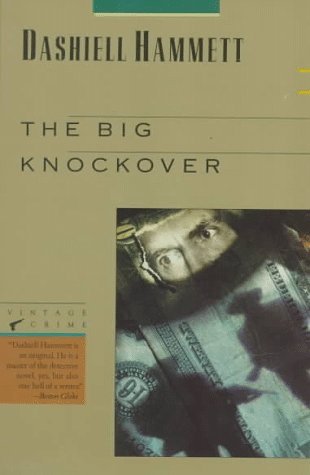 DASHIELL HAMMETT
THE BIG
KNOCKOVER
VINTAGE
CRIME
"Dashiell Hammett is
an original. He is a
master of the detective
novel, yes, but also
one hell of a writer."
—Boston Globe